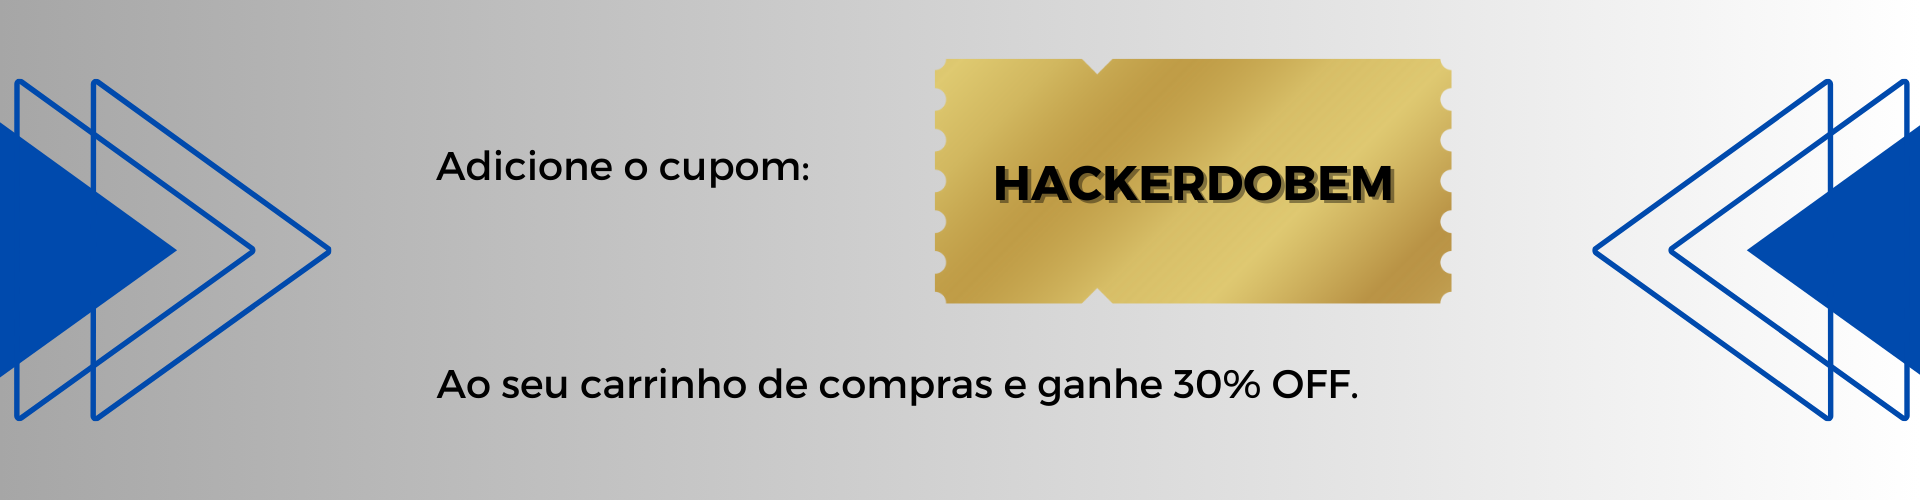 Adicione o cupom:
HACKERDOBEM
Ao seu carrinho de compras e ganhe 30% OFF.